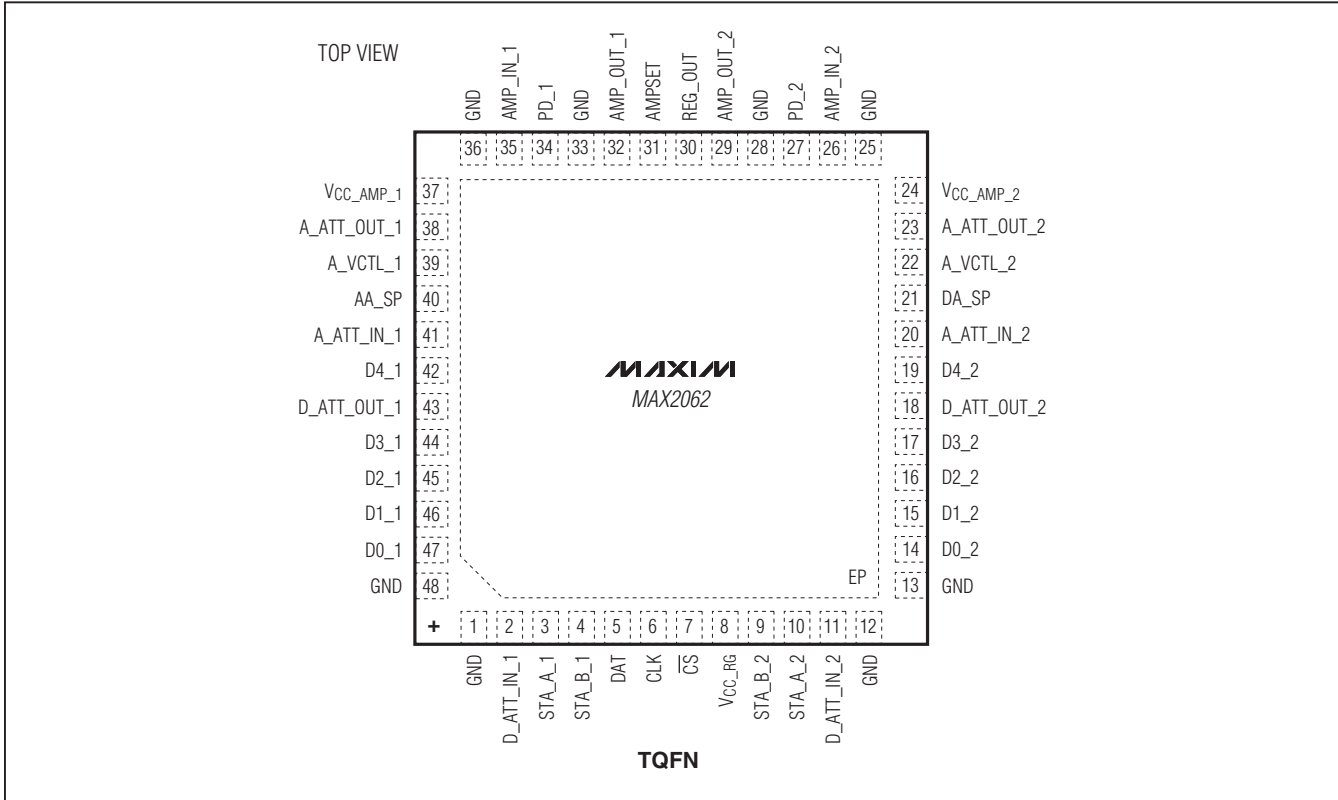 TOP VIEW
GND
AMP_IN_1
PD_1
GND
AMP_OUT_1
AMPSET
REG_OUT
AMP_OUT_2
GND
PD_2
AMP_IN_2
GND
36 35 34 33 32 31 30 29 28 27 26 25
VCC_AMP_1 37
A_ATT_OUT_1 38
A_VCTL_1 39
AA_SP 40
A_ATT_IN_1 41
D4_1 42
D_ATT_OUT_1 43
D3_1 44
D2_1 45
D1_1 46
D0_1 47
GND 48
MAXIM
MAX2062
24 VCC_AMP_2
23 A_ATT_OUT_2
22 A_VCTL_2
21 DA_SP
20 A_ATT_IN_2
19 D4_2
18 D_ATT_OUT_2
17 D3_2
16 D2_2
15 D1_2
14 D0_2
13 GND
EP
+ 1 2 3 4 5 6 7 8 9 10 11 12
GND
D_ATT_IN_1
STA_A_1
STA_B_1
DAT
CLK
C̅S̅
VCC_RG
STA_B_2
STA_A_2
D_ATT_IN_2
GND
TQFN